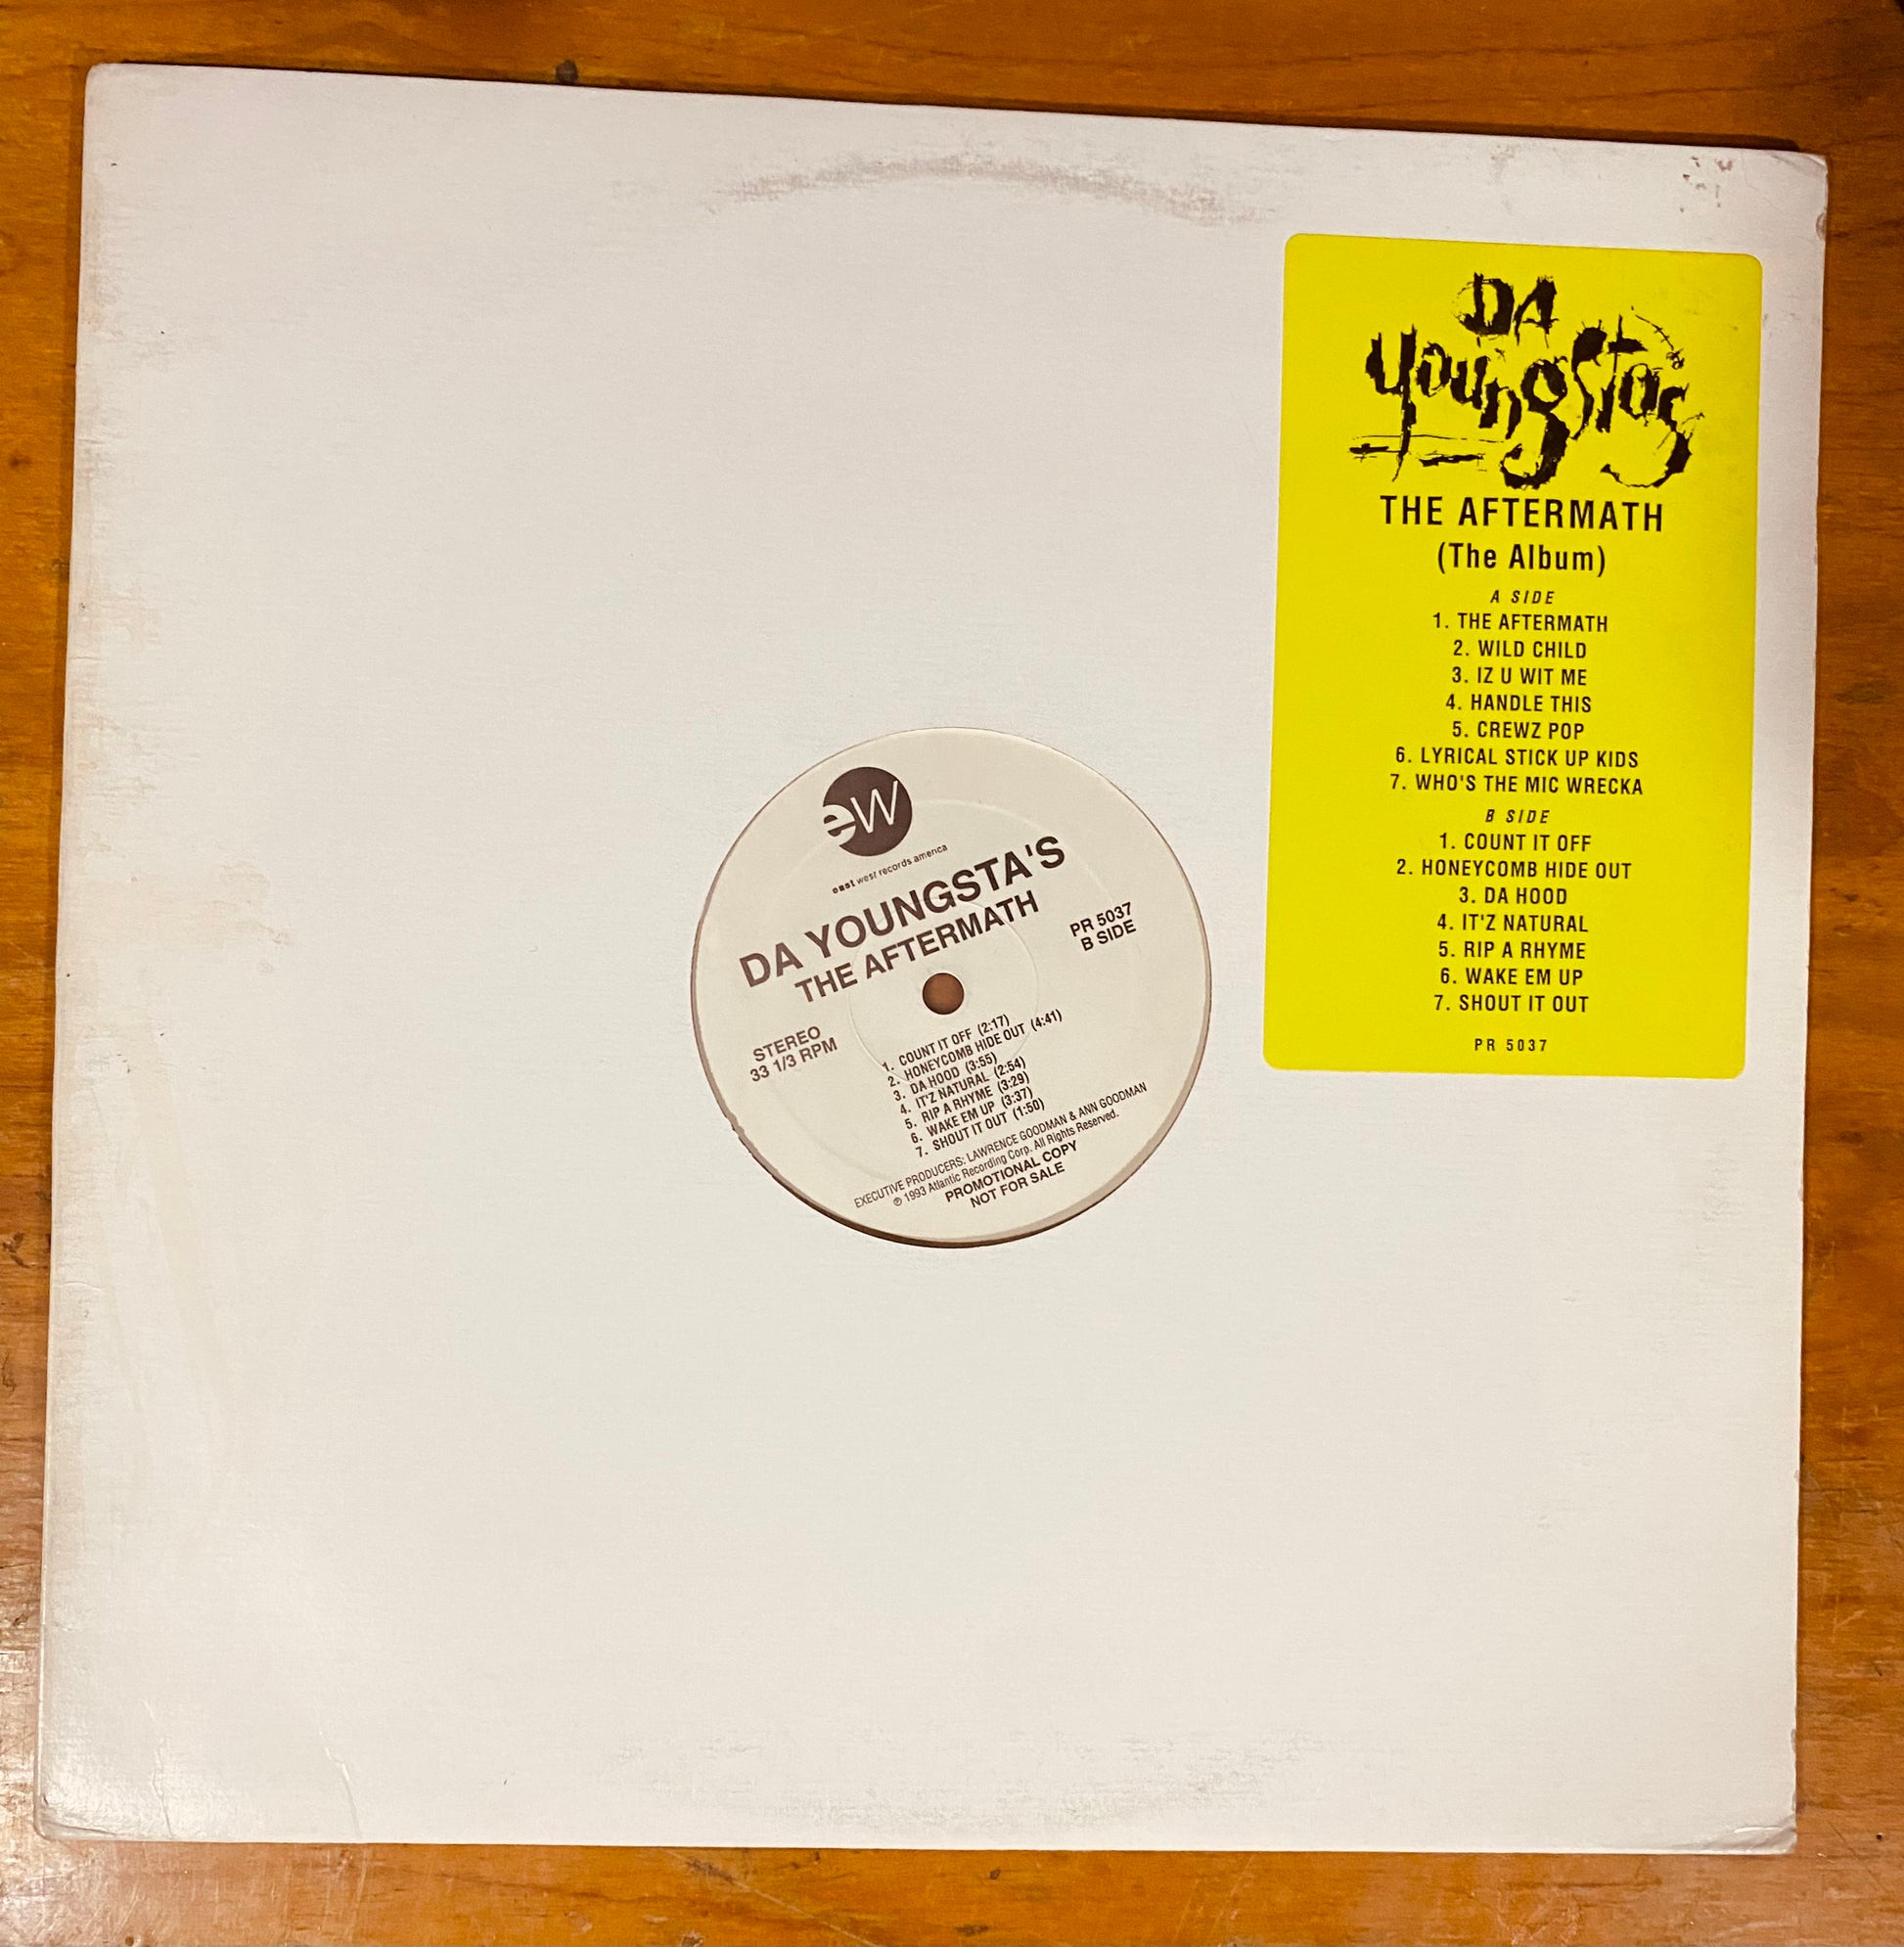 DA
Youngstas
THE AFTERMATH
(The Album)
A SIDE
1. THE AFTERMATH
2. WILD CHILD
3. IZ U WIT ME
4. HANDLE THIS
5. CREWZ POP
6. LYRICAL STICK UP KIDS
7. WHO'S THE MIC WRECKA
B SIDE
1. COUNT IT OFF
2. HONEYCOMB HIDE OUT
3. DA HOOD
4. IT'Z NATURAL
5. RIP A RHYME
6. WAKE EM UP
7. SHOUT IT OUT
PR 5037
ew
east west records america
DA YOUNGSTA'S
THE AFTERMATH
PR 5037
B SIDE
STEREO
33 1/3 RPM
1. COUNT IT OFF (2:17)
2. HONEYCOMB HIDE OUT (4:41)
3. DA HOOD (3:55)
4. IT'Z NATURAL (2:54)
5. RIP A RHYME (3:29)
6. WAKE EM UP (3:37)
7. SHOUT IT OUT (1:50)
EXECUTIVE PRODUCERS: LAWRENCE GOODMAN & ANN GOODMAN
℗ 1993 Atlantic Recording Corp. All Rights Reserved.
PROMOTIONAL COPY
NOT FOR SALE